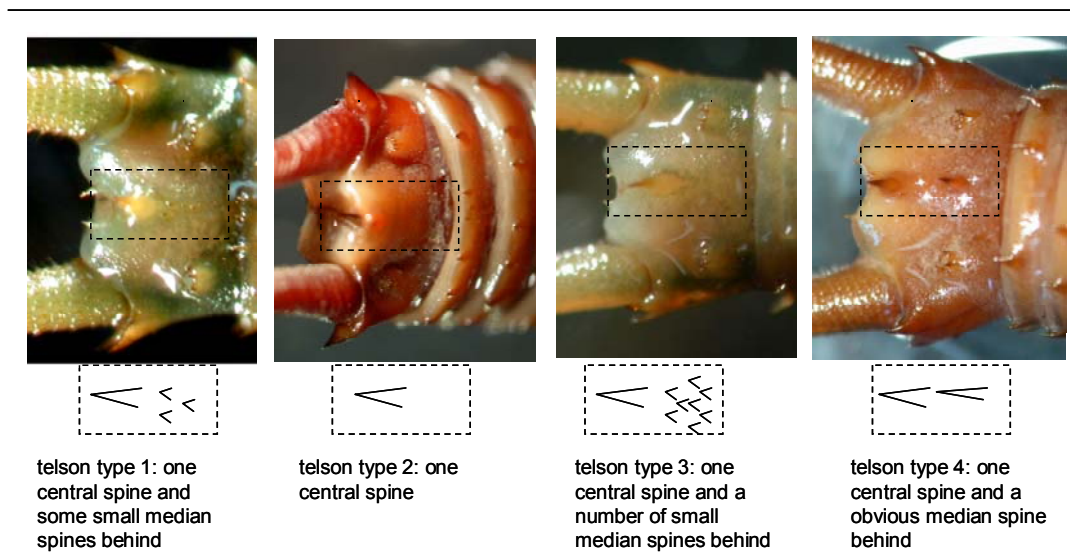 telson type 1: one
central spine and
some small median
spines behind
telson type 2: one
central spine
telson type 3: one
central spine and a
number of small
median spines behind
telson type 4: one
central spine and a
obvious median spine
behind